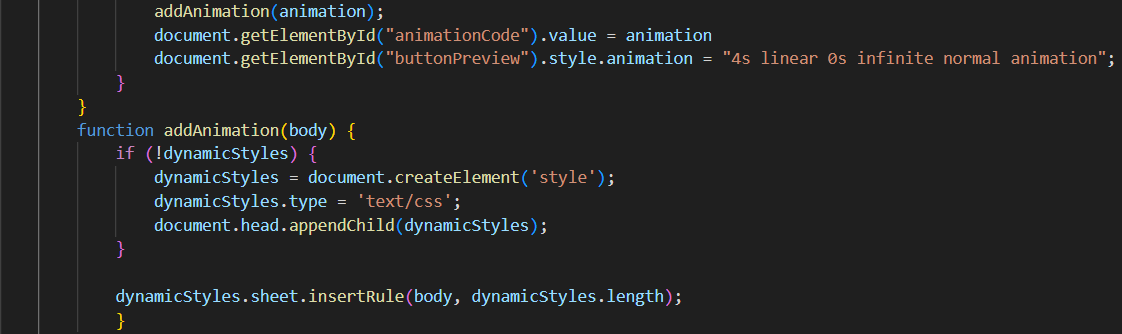 addAnimation(animation);
document.getElementById("animationCode").value = animation
document.getElementById("buttonPreview").style.animation = "4s linear 0s infinite normal animation";
}
}
function addAnimation(body) {
if (!dynamicStyles) {
dynamicStyles = document.createElement('style');
dynamicStyles.type = 'text/css';
document.head.appendChild(dynamicStyles);
}
dynamicStyles.sheet.insertRule(body, dynamicStyles.length);
}